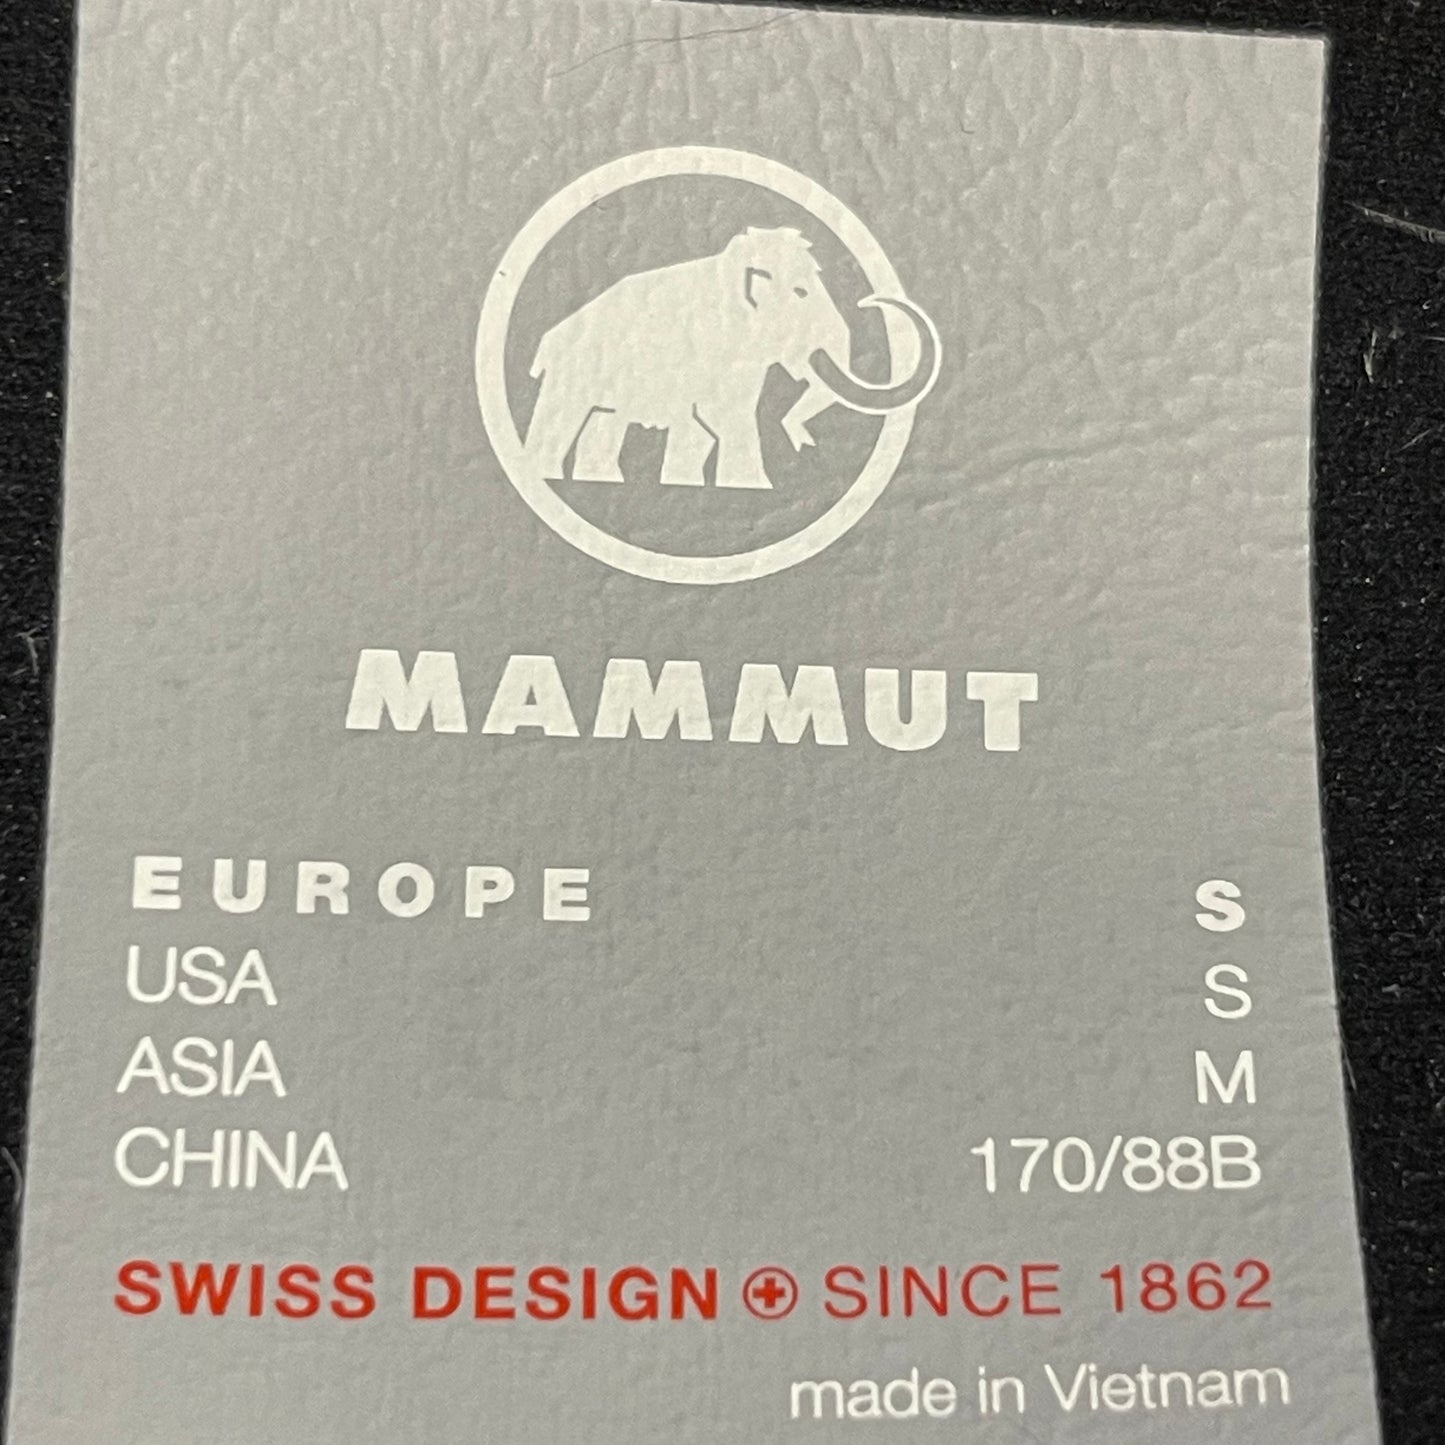 MAMMUT
EUROPE S
USA S
ASIA M
CHINA 170/88B
SWISS DESIGN SINCE 1862
made in Vietnam